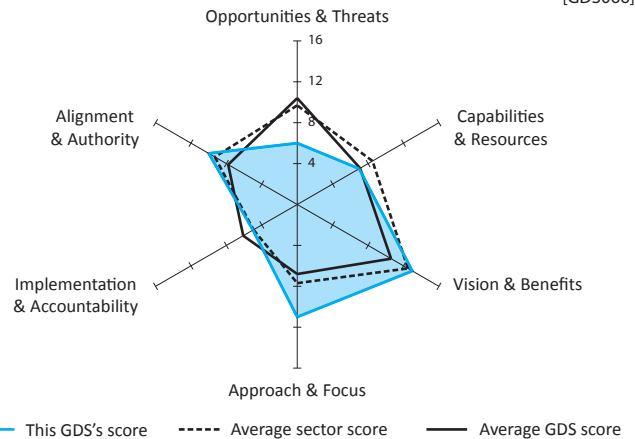 Opportunities & Threats
16
12
8
4
Alignment
& Authority
Capabilities
& Resources
Implementation
& Accountability
Vision & Benefits
Approach & Focus
This GDS's score
Average sector score
Average GDS score